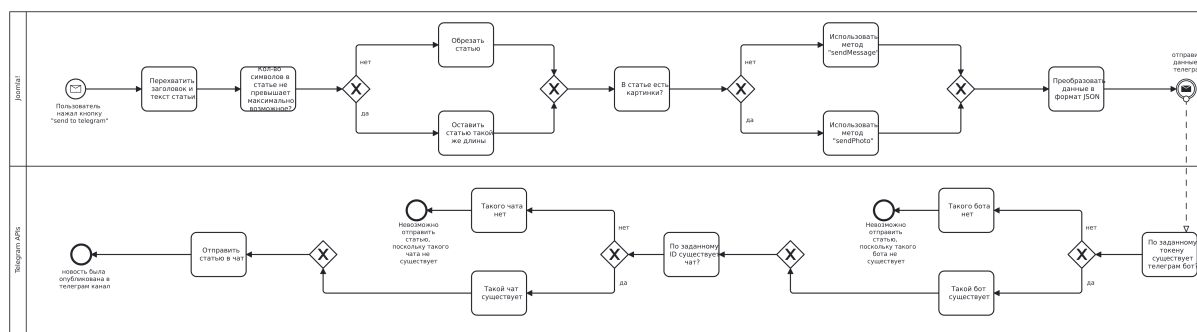 Joomla!
Пользователь
нажал кнопку
"send to telegram"
Перехватить
заголовок и
текст статьи
Кол-во
символов в
статье не
превышает
максимально
возможное?
нет
да
Обрезать
статью
Оставить
статью такой
же длины
В статье есть
картинки?
нет
да
Использовать
метод
"sendMessage"
Использовать
метод
"sendPhoto"
Преобразовать
данные в
формат JSON
отправи
данные
телегра
Telegram APIs
новость была
опубликована в
телеграм канал
Отправить
статью в чат
Невозможно
отправить
статью,
поскольку такого
чата не
существует
Такого чата
нет
Такой чат
существует
нет
да
По заданному
ID существует
чат?
Невозможно
отправить
статью,
поскольку такого
бота не
существует
Такого бота
нет
Такой бот
существует
нет
да
По заданному
токену
существует
телеграм бот?